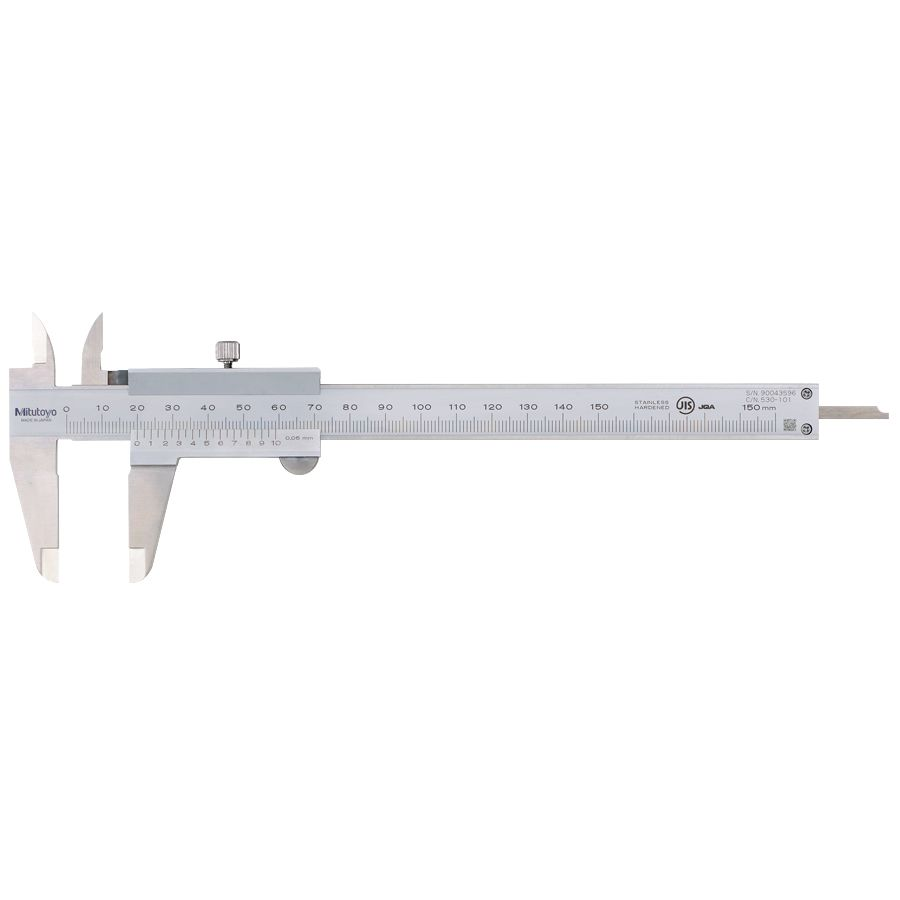 Mitutoyo
MADE IN JAPAN
0 10 20 30 40 50 60 70 80 90 100 110 120 130 140 150
STAINLESS
HARDENED
JIS JQA
S/N 90043596
C/N. 530-101
150 mm
0 1 2 3 4 5 6 7 8 9 10
0.05 mm